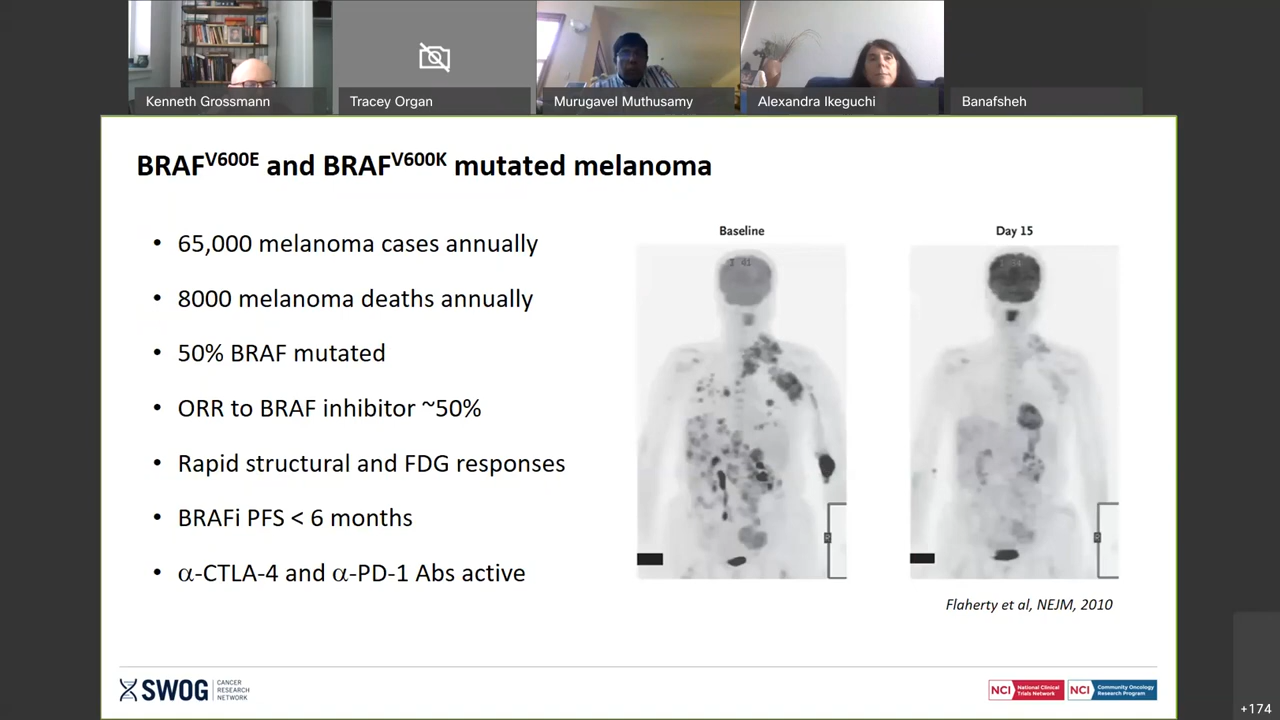 Kenneth Grossmann
Tracey Organ
Murugavel Muthusamy
Alexandra Ikeguchi
Banafsheh
BRAFV600E and BRAFV600K mutated melanoma
• 65,000 melanoma cases annually
• 8000 melanoma deaths annually
• 50% BRAF mutated
• ORR to BRAF inhibitor ~50%
• Rapid structural and FDG responses
• BRAFi PFS < 6 months
• α-CTLA-4 and α-PD-1 Abs active
Baseline
Day 15
Flaherty et al, NEJM, 2010
SWOG
CANCER
RESEARCH
NETWORK
NCI
National Clinical
Trials Network
NCI
Community Oncology
Research Program
+174